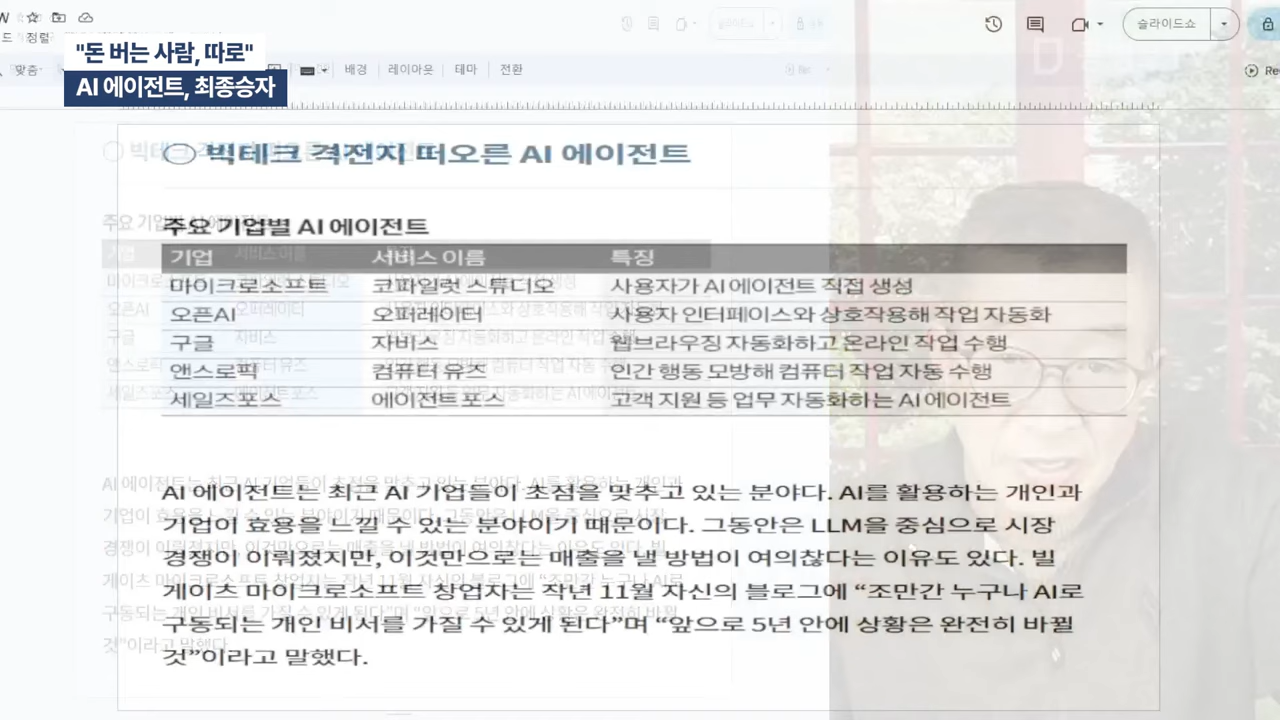 "돈 버는 사람, 따로"
AI 에이전트, 최종승자
정렬
맞춤
배경
레이아웃
테마
전환
슬라이드쇼
빅테크 격전지 떠오른 AI 에이전트
주요 기업별 AI 에이전트
기업 서비스 이름 특징
마이크로소프트 코파일럿 스튜디오 사용자가 AI 에이전트 직접 생성
오픈AI 오퍼레이터 사용자 인터페이스와 상호작용해 작업 자동화
구글 자비스 웹브라우징 자동화하고 온라인 작업 수행
앤스로픽 컴퓨터 유즈 인간 행동 모방해 컴퓨터 작업 자동 수행
세일즈포스 에이전트포스 고객 지원 등 업무 자동화하는 AI 에이전트
AI 에이전트는 최근 AI 기업들이 초점을 맞추고 있는 분야다. AI를 활용하는 개인과
기업이 효용을 느낄 수 있는 분야이기 때문이다. 그동안은 LLM을 중심으로 시장
경쟁이 이뤄졌지만, 이것만으로는 매출을 낼 방법이 여의찮다는 이유도 있다. 빌
게이츠 마이크로소프트 창업자는 작년 11월 자신의 블로그에 “조만간 누구나 AI로
구동되는 개인 비서를 가질 수 있게 된다”며 “앞으로 5년 안에 상황은 완전히 바뀔
것”이라고 말했다.